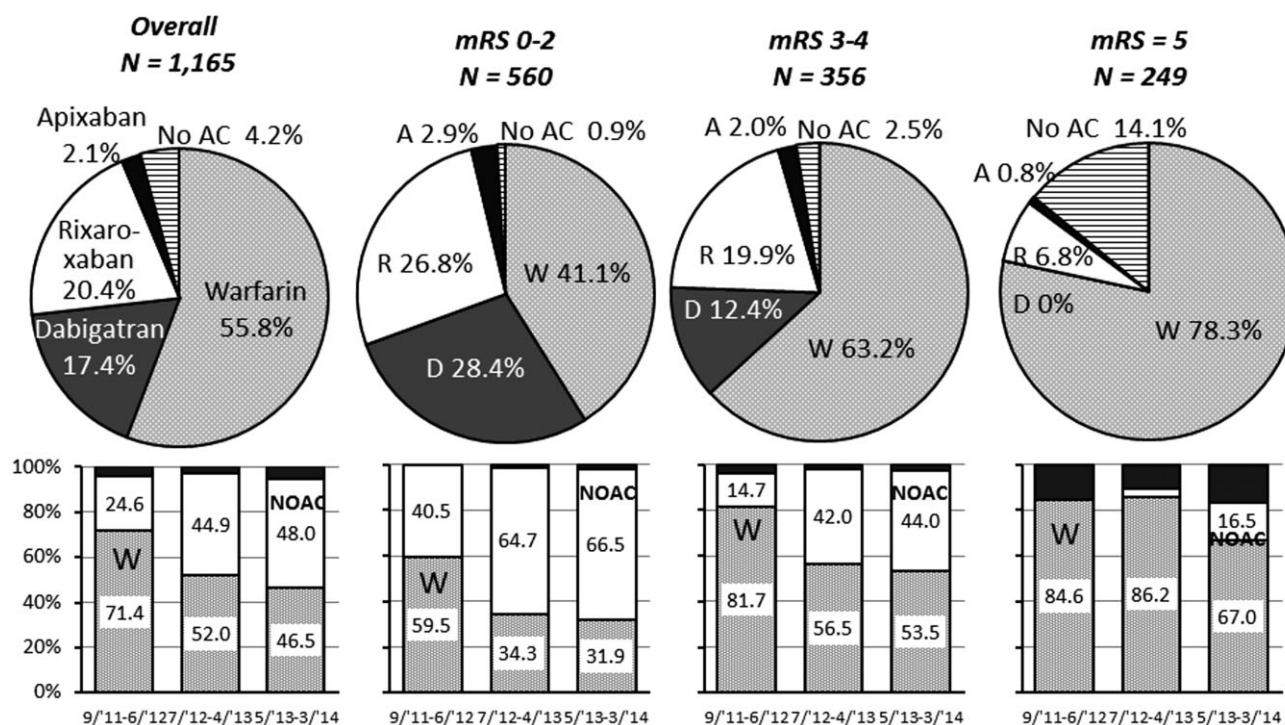 Overall
N = 1,165
mRS 0-2
N = 560
mRS 3-4
N = 356
mRS = 5
N = 249
Apixaban
2.1%
No AC 4.2%
Rixaro-
xaban
20.4%
Warfarin
55.8%
Dabigatran
17.4%
A 2.9%
No AC 0.9%
R 26.8%
W 41.1%
D 28.4%
A 2.0%
No AC 2.5%
R 19.9%
D 12.4%
W 63.2%
No AC 14.1%
A 0.8%
R 6.8%
D 0%
W 78.3%
100%
80%
60%
40%
20%
0%
24.6
W
71.4
44.9
52.0
NOAC
48.0
46.5
9/'11-6/'12 7/'12-4/'13 5/'13-3/'14
40.5
W
59.5
64.7
34.3
NOAC
66.5
31.9
9/'11-6/'12 7/'12-4/'13 5/'13-3/'14
14.7
W
81.7
42.0
56.5
NOAC
44.0
53.5
9/'11-6/'12 7/'12-4/'13 5/'13-3/'14
W
84.6
86.2
16.5
NOAC
67.0
9/'11-6/'12 7/'12-4/'13 5/'13-3/'14